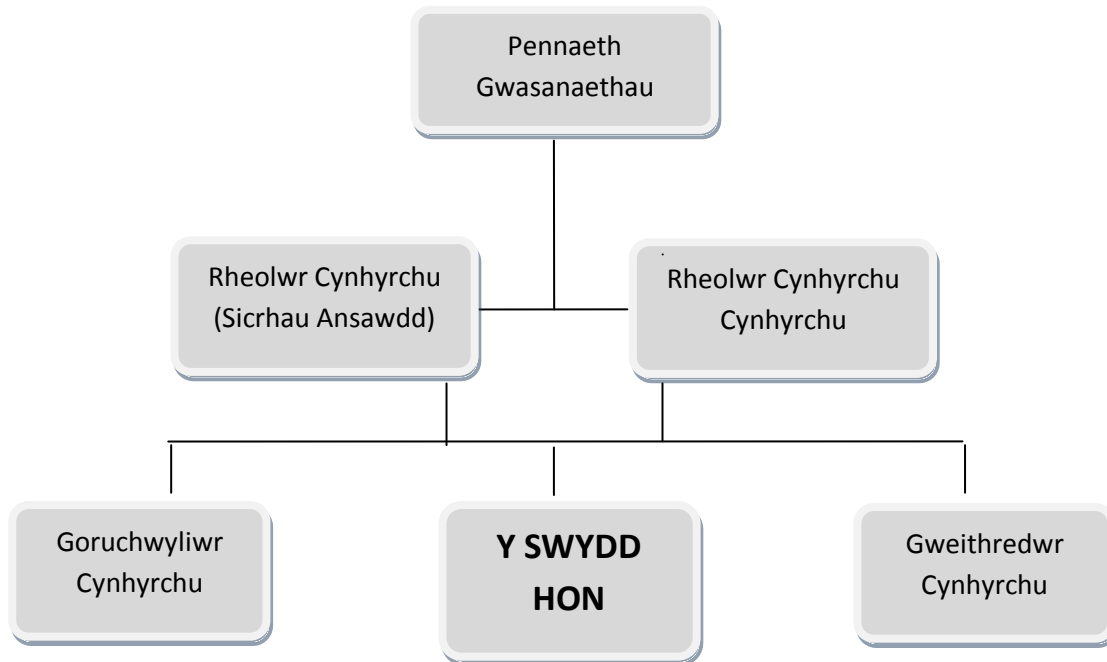 Pennaeth
Gwasanaethau
Rheolwr Cynhyrchu
(Sicrhau Ansawdd)
Rheolwr Cynhyrchu
Cynhyrchu
Goruchwyliwr
Cynhyrchu
Y SWYDD
HON
Gweithredwr
Cynhyrchu